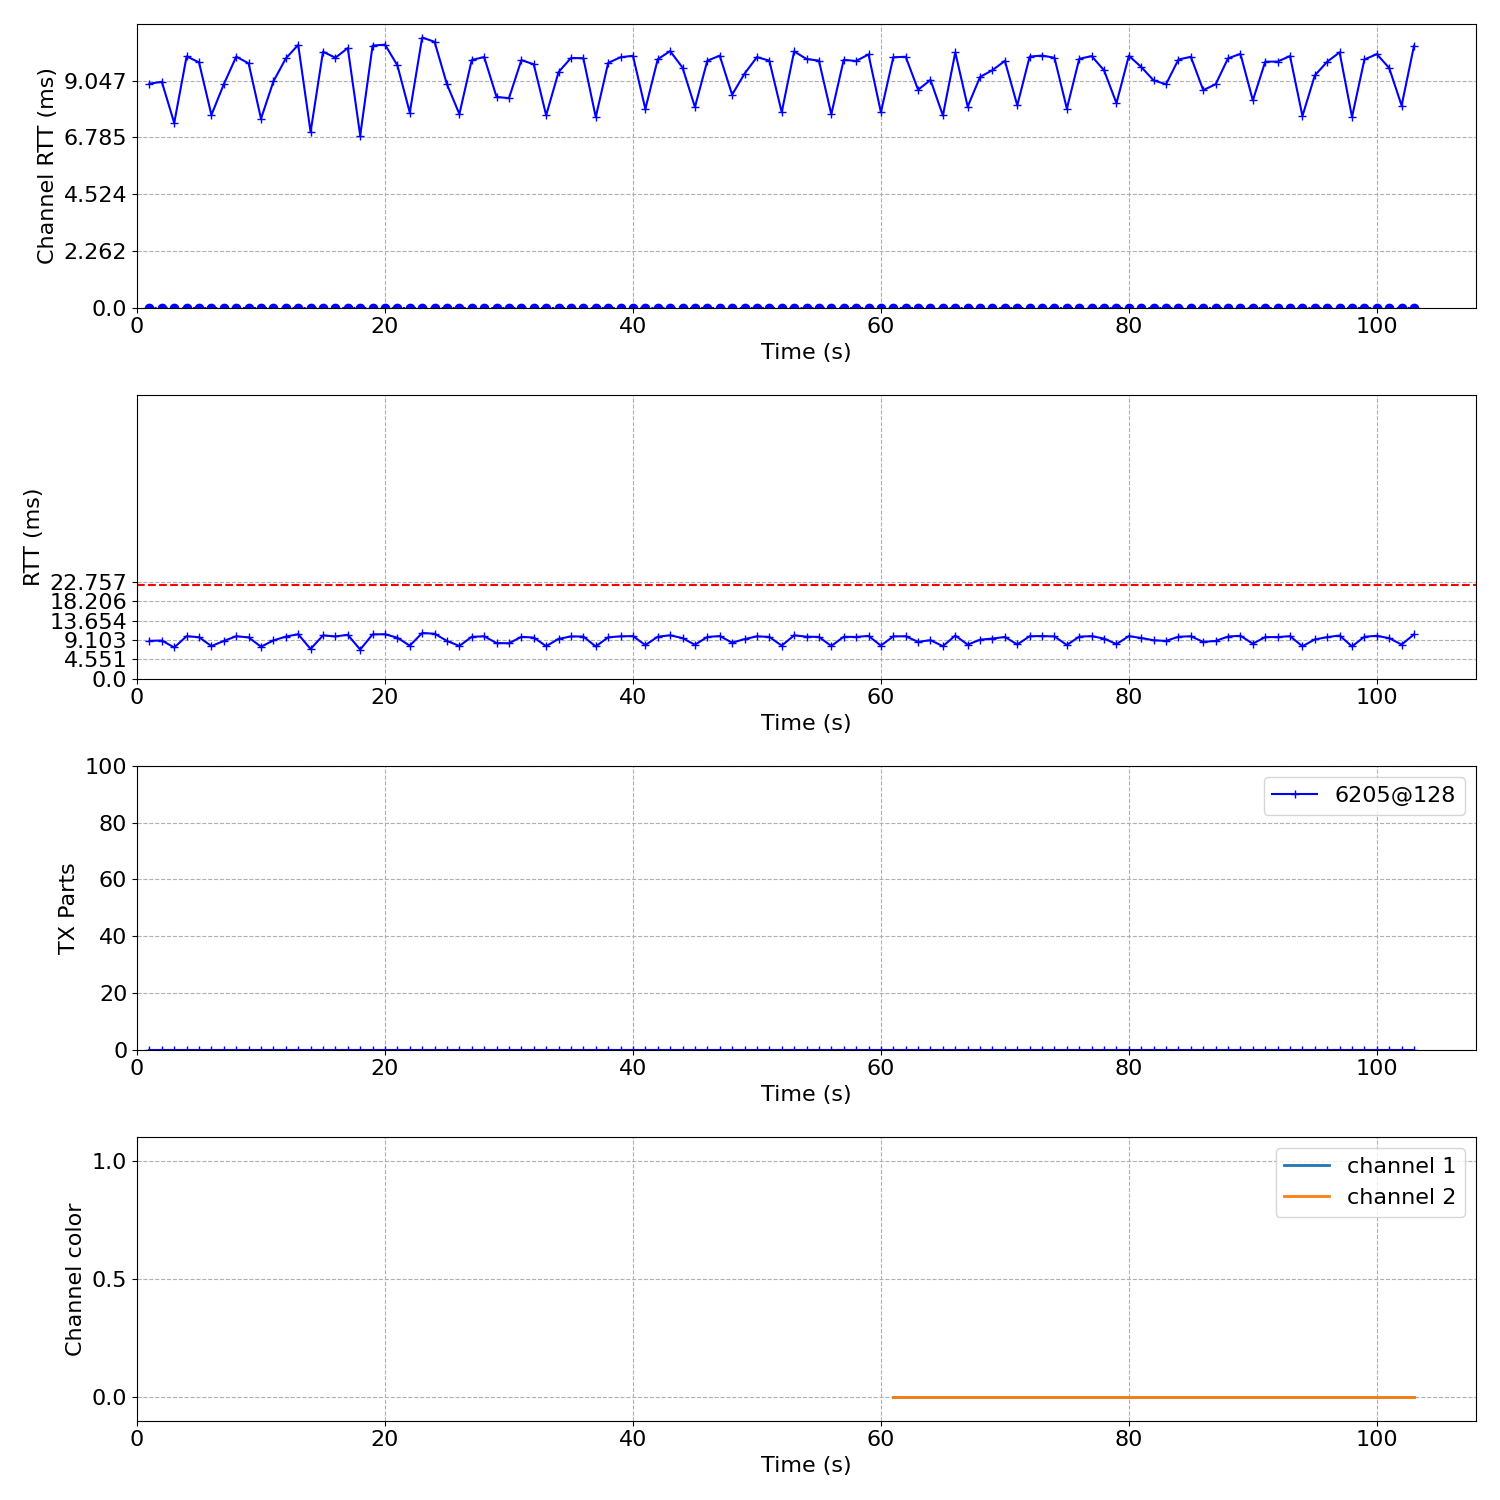 Channel RTT (ms)
9.047
6.785
4.524
2.262
0.0
0 20 40 60 80 100
Time (s)
RTT (ms)
22.757
18.206
13.654
9.103
4.551
0.0
0 20 40 60 80 100
Time (s)
TX Parts
100
80
60
40
20
0
6205@128
0 20 40 60 80 100
Time (s)
Channel color
1.0
0.5
0.0
channel 1
channel 2
0 20 40 60 80 100
Time (s)